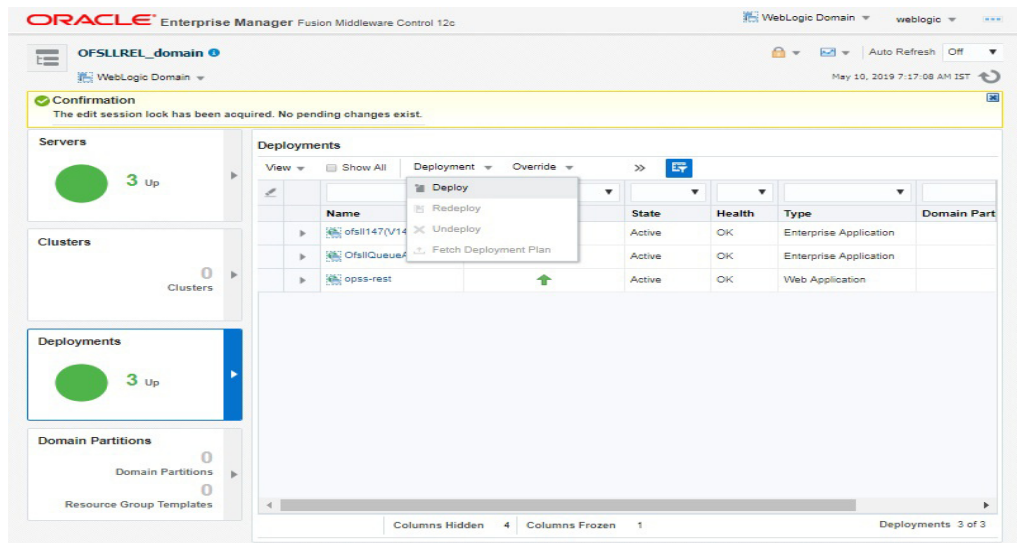 ORACLE Enterprise Manager Fusion Middleware Control 12c
WebLogic Domain
weblogic
OFSLLREL_domain
Auto Refresh Off
WebLogic Domain
May 10, 2019 7:17:08 AM IST
Confirmation
The edit session lock has been acquired. No pending changes exist.
Servers
3 Up
Clusters
0
Clusters
Deployments
3 Up
Domain Partitions
0
Domain Partitions
0
Resource Group Templates
Deployments
View Show All Deployment Override
Deploy
Redeploy
Undeploy
Fetch Deployment Plan
Name State Health Type Domain Part
ofsll147(V14 Active OK Enterprise Application
OfsllQueueA Active OK Enterprise Application
opss-rest Active OK Web Application
Columns Hidden 4 Columns Frozen 1
Deployments 3 of 3